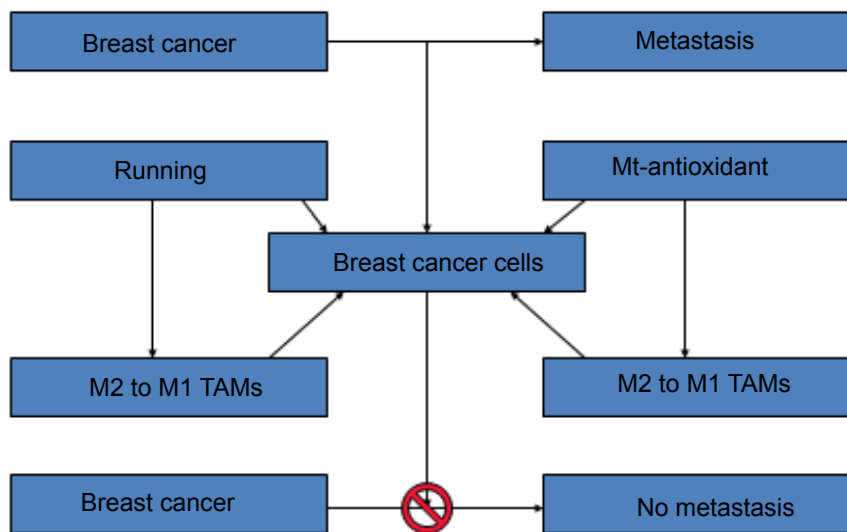 Breast cancer
Metastasis
Running
Mt-antioxidant
Breast cancer cells
M2 to M1 TAMs
M2 to M1 TAMs
Breast cancer
No metastasis